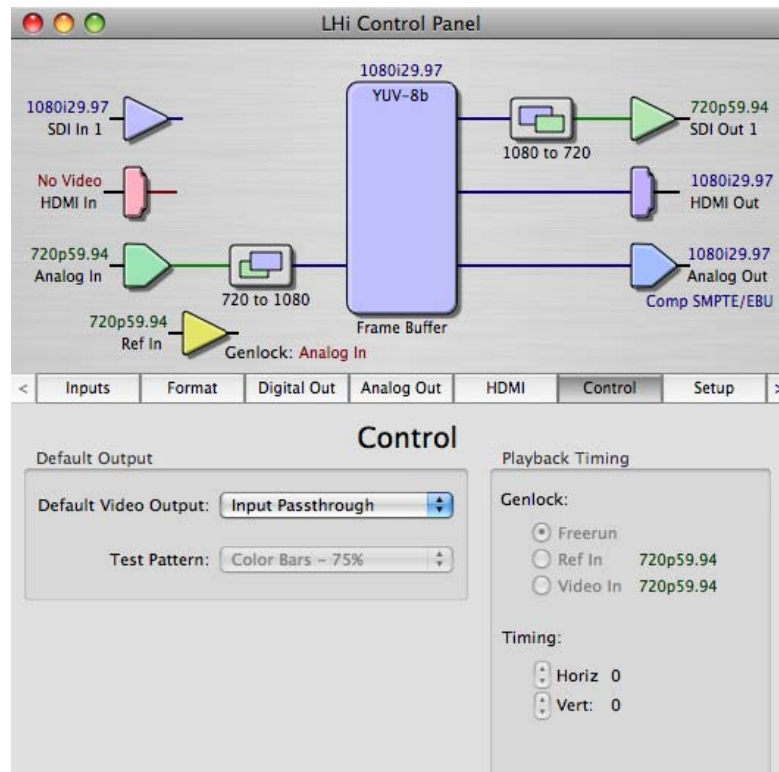 LHi Control Panel
1080i29.97
YUV-8b
1080i29.97
SDI In 1
720p59.94
SDI Out 1
1080 to 720
No Video
HDMI In
1080i29.97
HDMI Out
720p59.94
Analog In
720 to 1080
1080i29.97
Analog Out
Comp SMPTE/EBU
720p59.94
Ref In
Genlock: Analog In
Frame Buffer
< Inputs Format Digital Out Analog Out HDMI Control Setup >
Control
Default Output
Default Video Output: Input Passthrough
Test Pattern: Color Bars – 75%
Playback Timing
Genlock:
Freerun
Ref In 720p59.94
Video In 720p59.94
Timing:
Horiz 0
Vert: 0